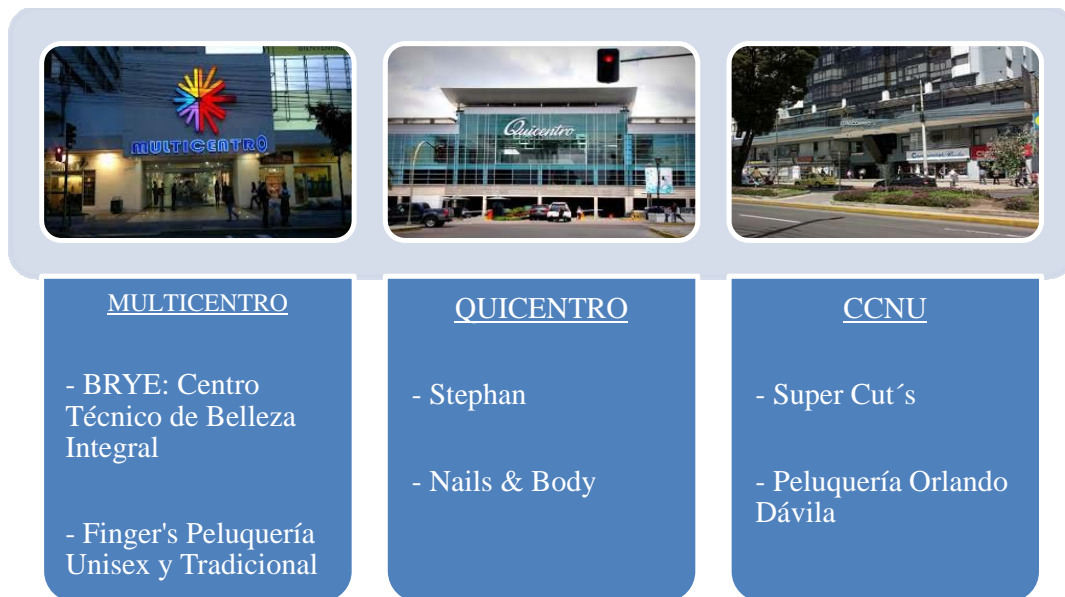 MULTICENTRO
Quicentro
MULTICENTRO
- BRYE: Centro
Técnico de Belleza
Integral
- Finger's Peluquería
Unisex y Tradicional
QUICENTRO
- Stephan
- Nails & Body
CCNU
- Super Cut´s
- Peluquería Orlando
Dávila